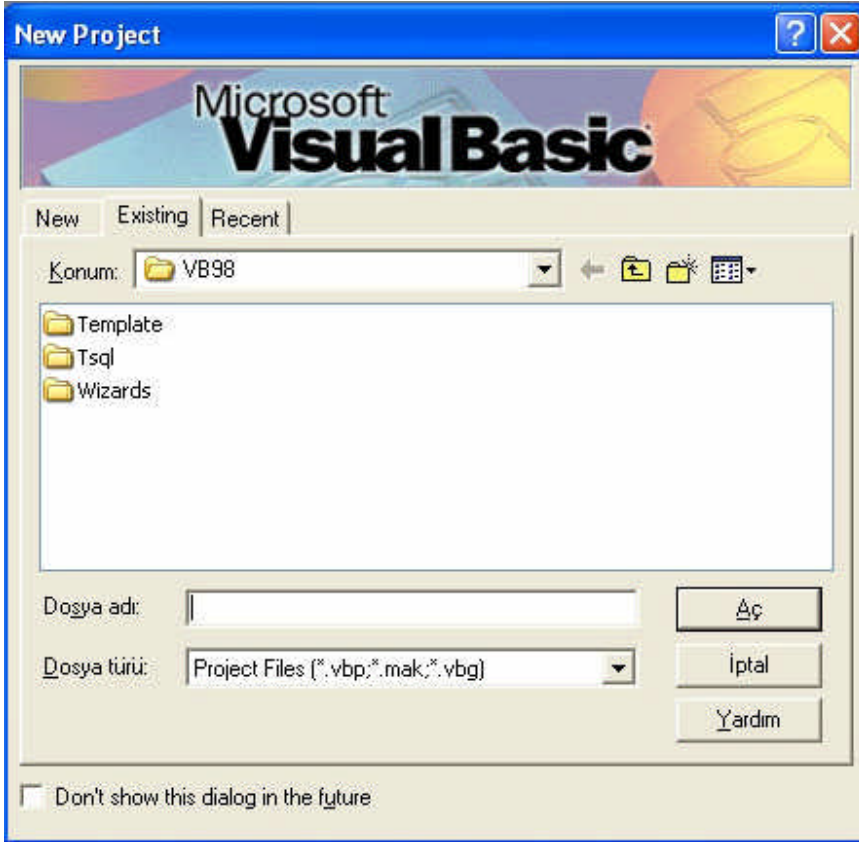 New Project
Microsoft
Visual Basic
New Existing Recent
Konum: VB98
Template
Tsql
Wizards
Dosya adı: Aç
Dosya türü: Project Files (*.vbp;*.mak;*.vbg) İptal
Yardım
Don't show this dialog in the future